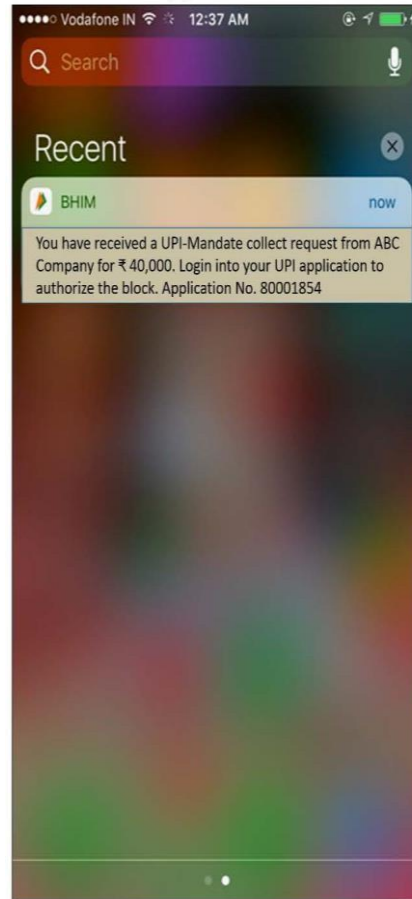 Vodafone IN 12:37 AM
Search
Recent
BHIM now
You have received a UPI-Mandate collect request from ABC
Company for ₹ 40,000. Login into your UPI application to
authorize the block. Application No. 80001854